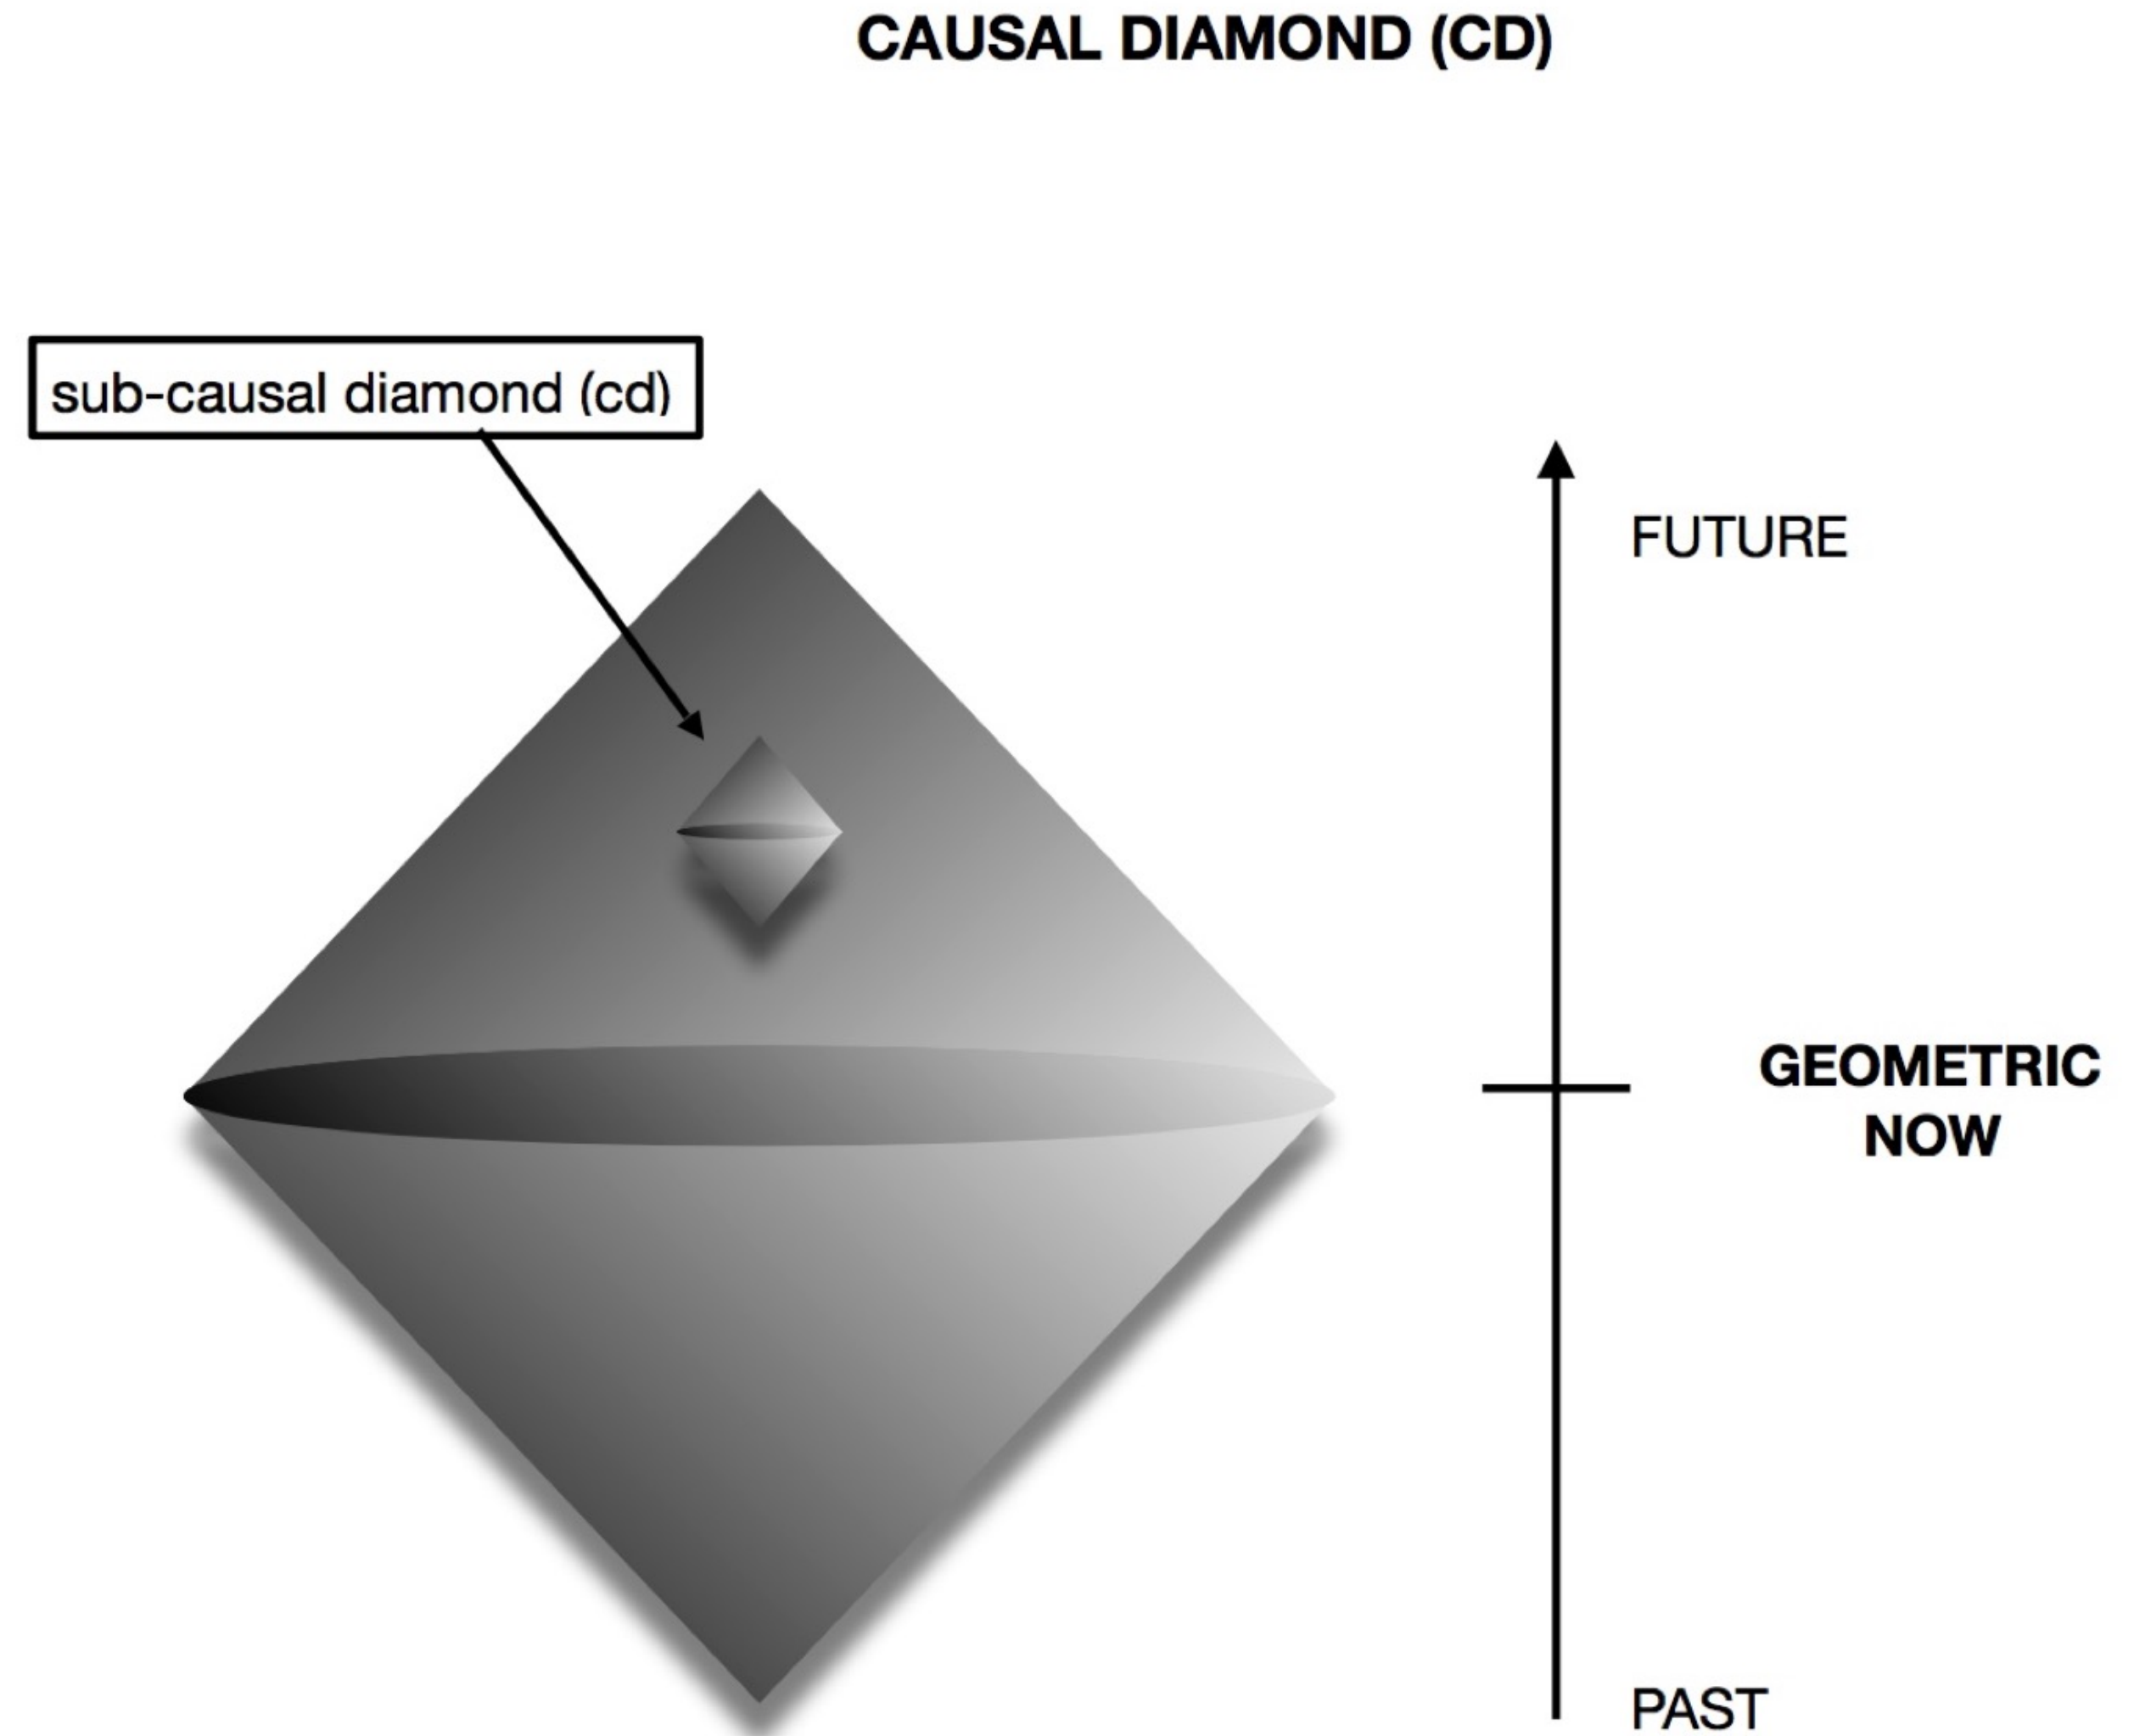 CAUSAL DIAMOND (CD)
sub-causal diamond (cd)
FUTURE
GEOMETRIC
NOW
PAST